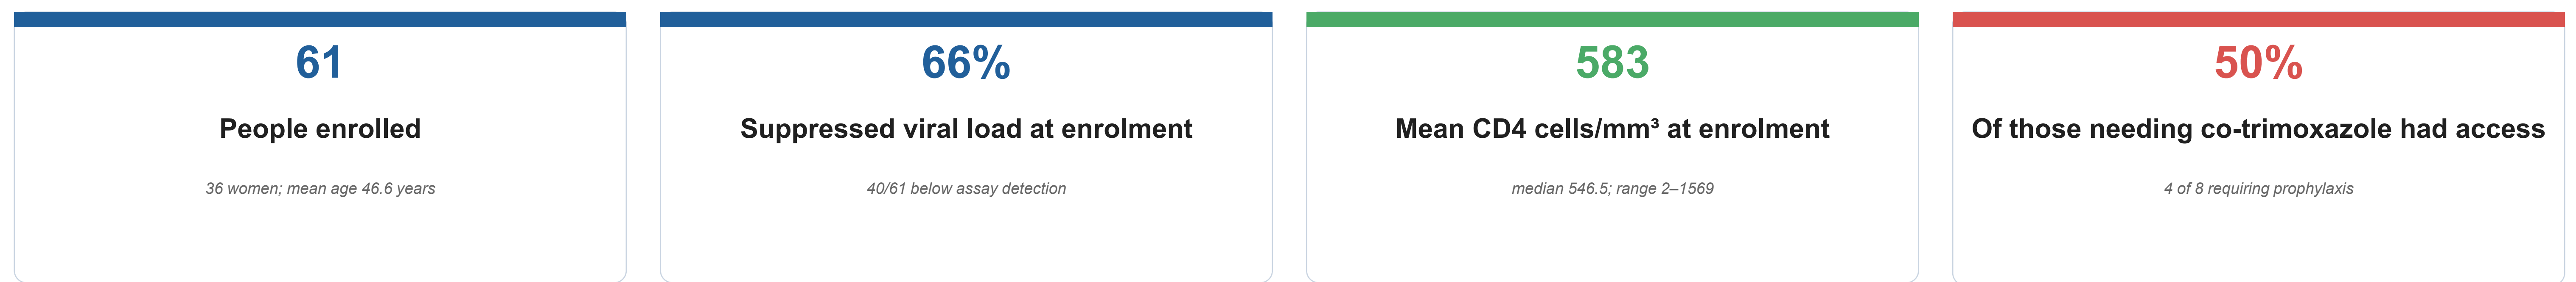 61
People enrolled
36 women; mean age 46.6 years
66%
Suppressed viral load at enrolment
40/61 below assay detection
583
Mean CD4 cells/mm³ at enrolment
median 546.5; range 2–1569
50%
Of those needing co-trimoxazole had access
4 of 8 requiring prophylaxis